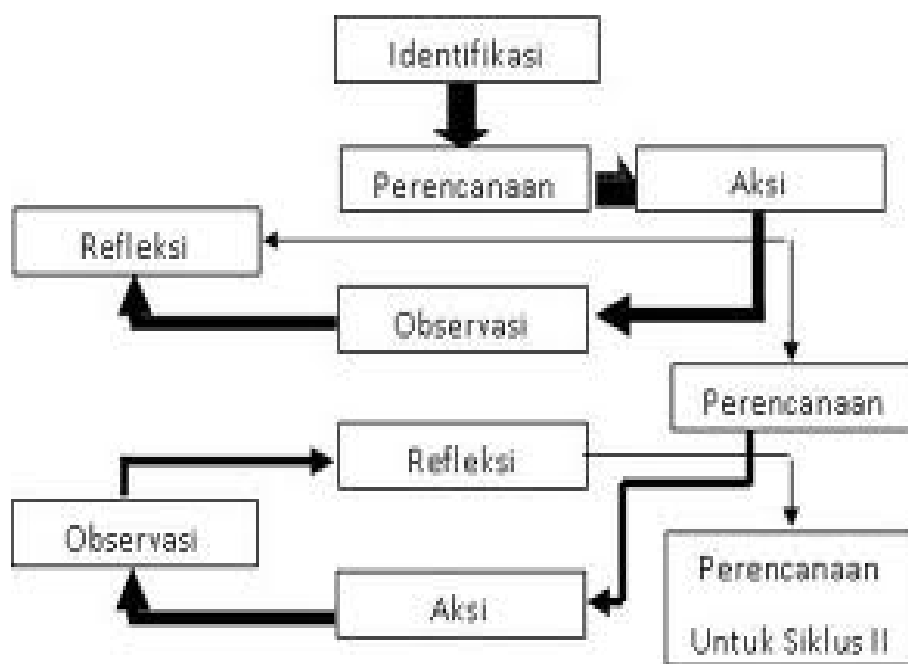 Identifikasi
Perencanaan
Aksi
Refleksi
Observasi
Perencanaan
Refleksi
Observasi
Aksi
Perencanaan
Untuk Siklus II